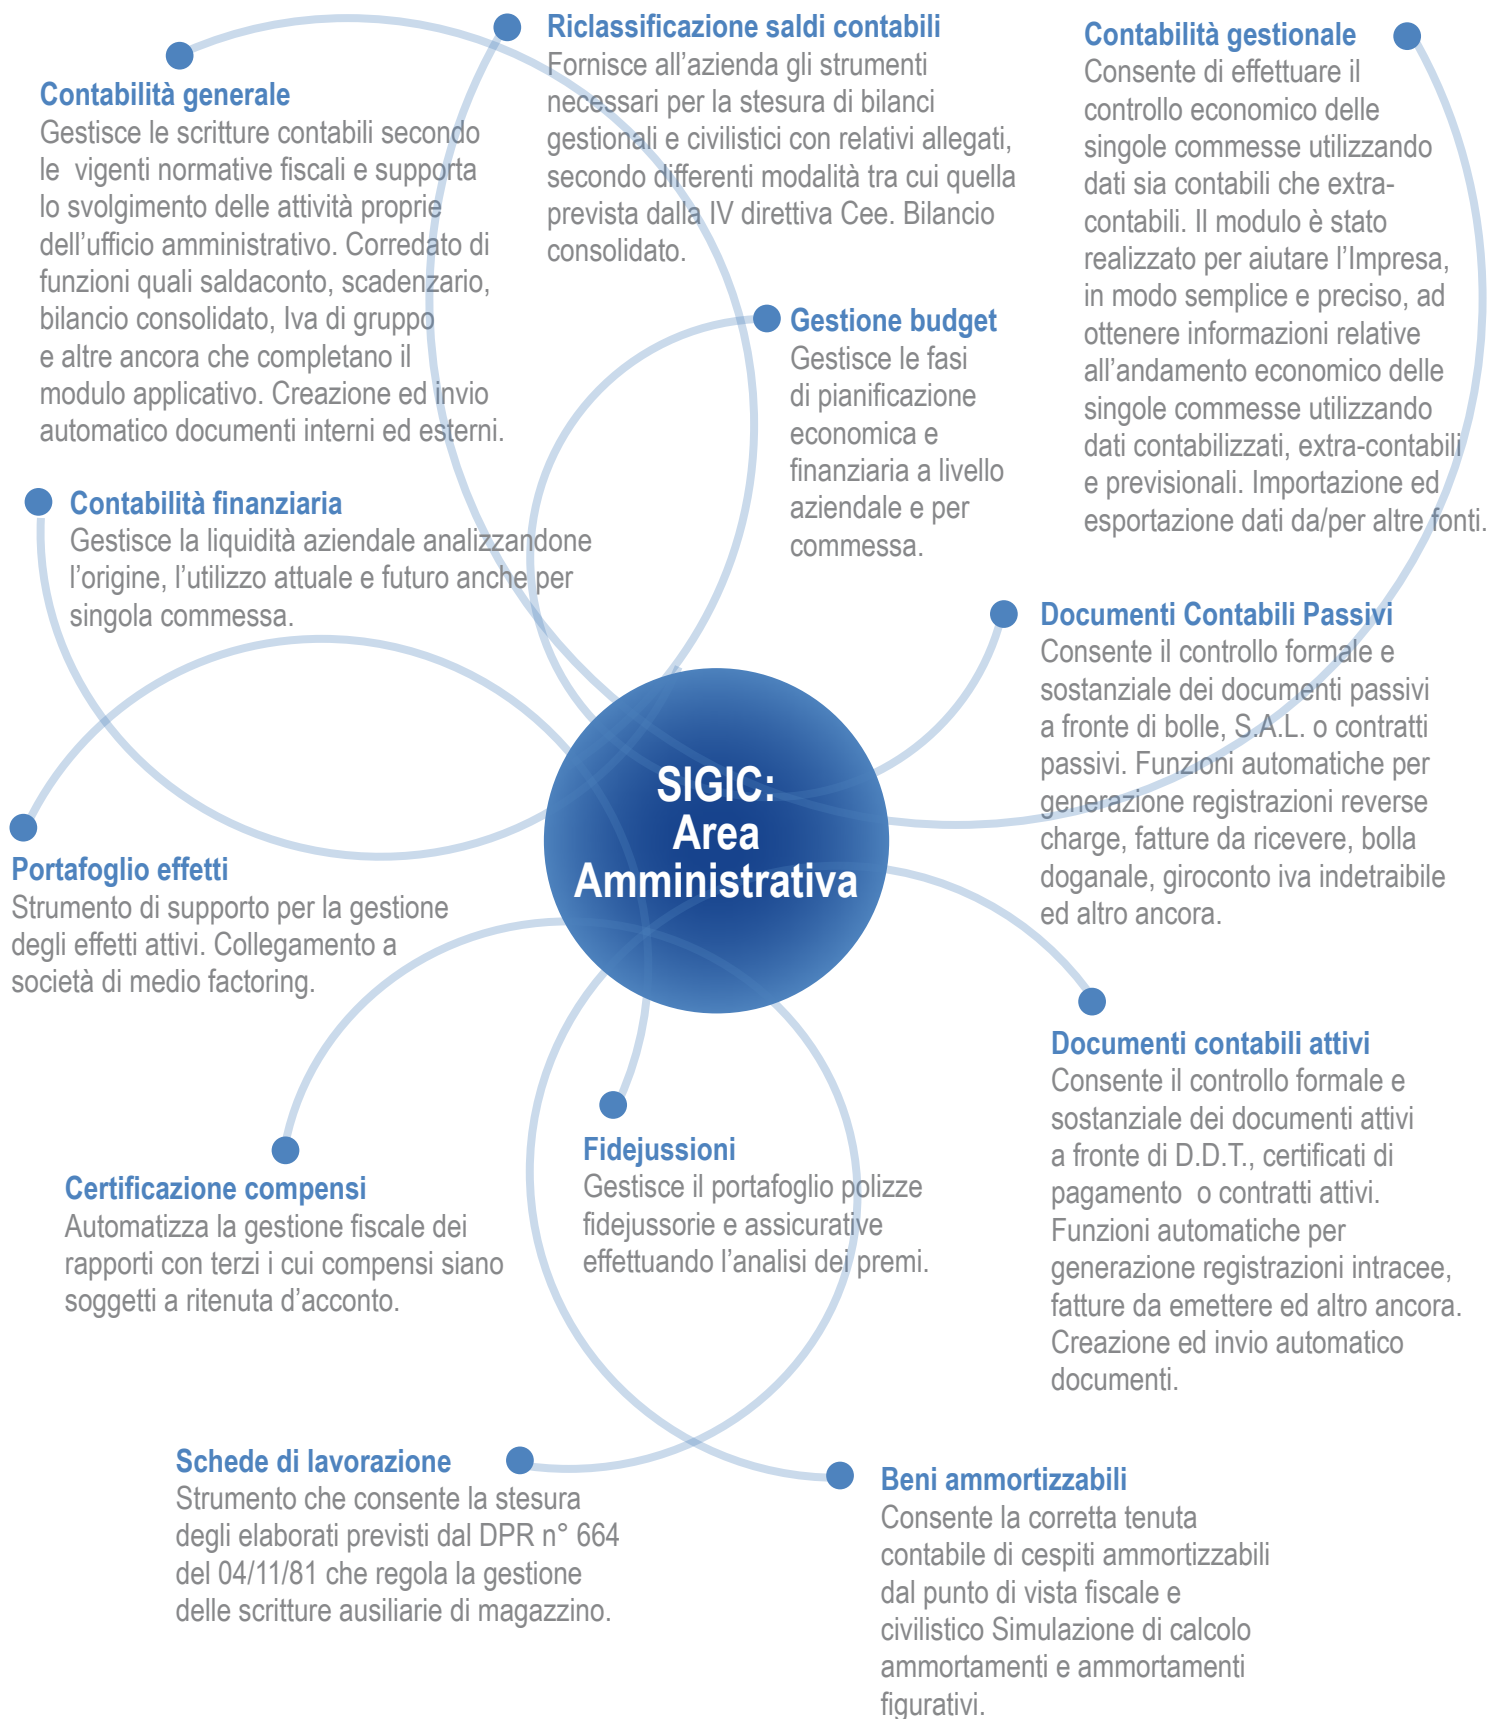 Contabilità generale
Gestisce le scritture contabili secondo
le  vigenti normative fiscali e supporta
lo svolgimento delle attività proprie
dell’ufficio amministrativo. Corredato di
funzioni quali saldaconto, scadenzario,
bilancio consolidato, Iva di gruppo
e altre ancora che completano il
modulo applicativo. Creazione ed invio
automatico documenti interni ed esterni.
Riclassificazione saldi contabili
Fornisce all’azienda gli strumenti
necessari per la stesura di bilanci
gestionali e civilistici con relativi allegati,
secondo differenti modalità tra cui quella
prevista dalla IV direttiva Cee. Bilancio
consolidato.
Contabilità gestionale
Consente di effettuare il
controllo economico delle
singole commesse utilizzando
dati sia contabili che extra-
contabili. Il modulo è stato
realizzato per aiutare l’Impresa,
in modo semplice e preciso, ad
ottenere informazioni relative
all’andamento economico delle
singole commesse utilizzando
dati contabilizzati, extra-contabili
e previsionali. Importazione ed
esportazione dati da/per altre fonti.
Gestione budget
Gestisce le fasi
di pianificazione
economica e
finanziaria a livello
aziendale e per
commessa.
Contabilità finanziaria
Gestisce la liquidità aziendale analizzandone
l’origine, l’utilizzo attuale e futuro anche per
singola commessa.
Documenti Contabili Passivi
Consente il controllo formale e
sostanziale dei documenti passivi
a fronte di bolle, S.A.L. o contratti
passivi. Funzioni automatiche per
generazione registrazioni reverse
charge, fatture da ricevere, bolla
doganale, giroconto iva indetraibile
ed altro ancora.
SIGIC:
Area
Amministrativa
Portafoglio effetti
Strumento di supporto per la gestione
degli effetti attivi. Collegamento a
società di medio factoring.
Documenti contabili attivi
Consente il controllo formale e
sostanziale dei documenti attivi
a fronte di D.D.T., certificati di
pagamento  o contratti attivi.
Funzioni automatiche per
generazione registrazioni intracee,
fatture da emettere ed altro ancora.
Creazione ed invio automatico
documenti.
Fidejussioni
Gestisce il portafoglio polizze
fidejussorie e assicurative
effettuando l’analisi dei premi.
Certificazione compensi
Automatizza la gestione fiscale dei
rapporti con terzi i cui compensi siano
soggetti a ritenuta d’acconto.
Schede di lavorazione
Strumento che consente la stesura
degli elaborati previsti dal DPR n° 664
del 04/11/81 che regola la gestione
delle scritture ausiliarie di magazzino.
Beni ammortizzabili
Consente la corretta tenuta
contabile di cespiti ammortizzabili
dal punto di vista fiscale e
civilistico Simulazione di calcolo
ammortamenti e ammortamenti
figurativi.